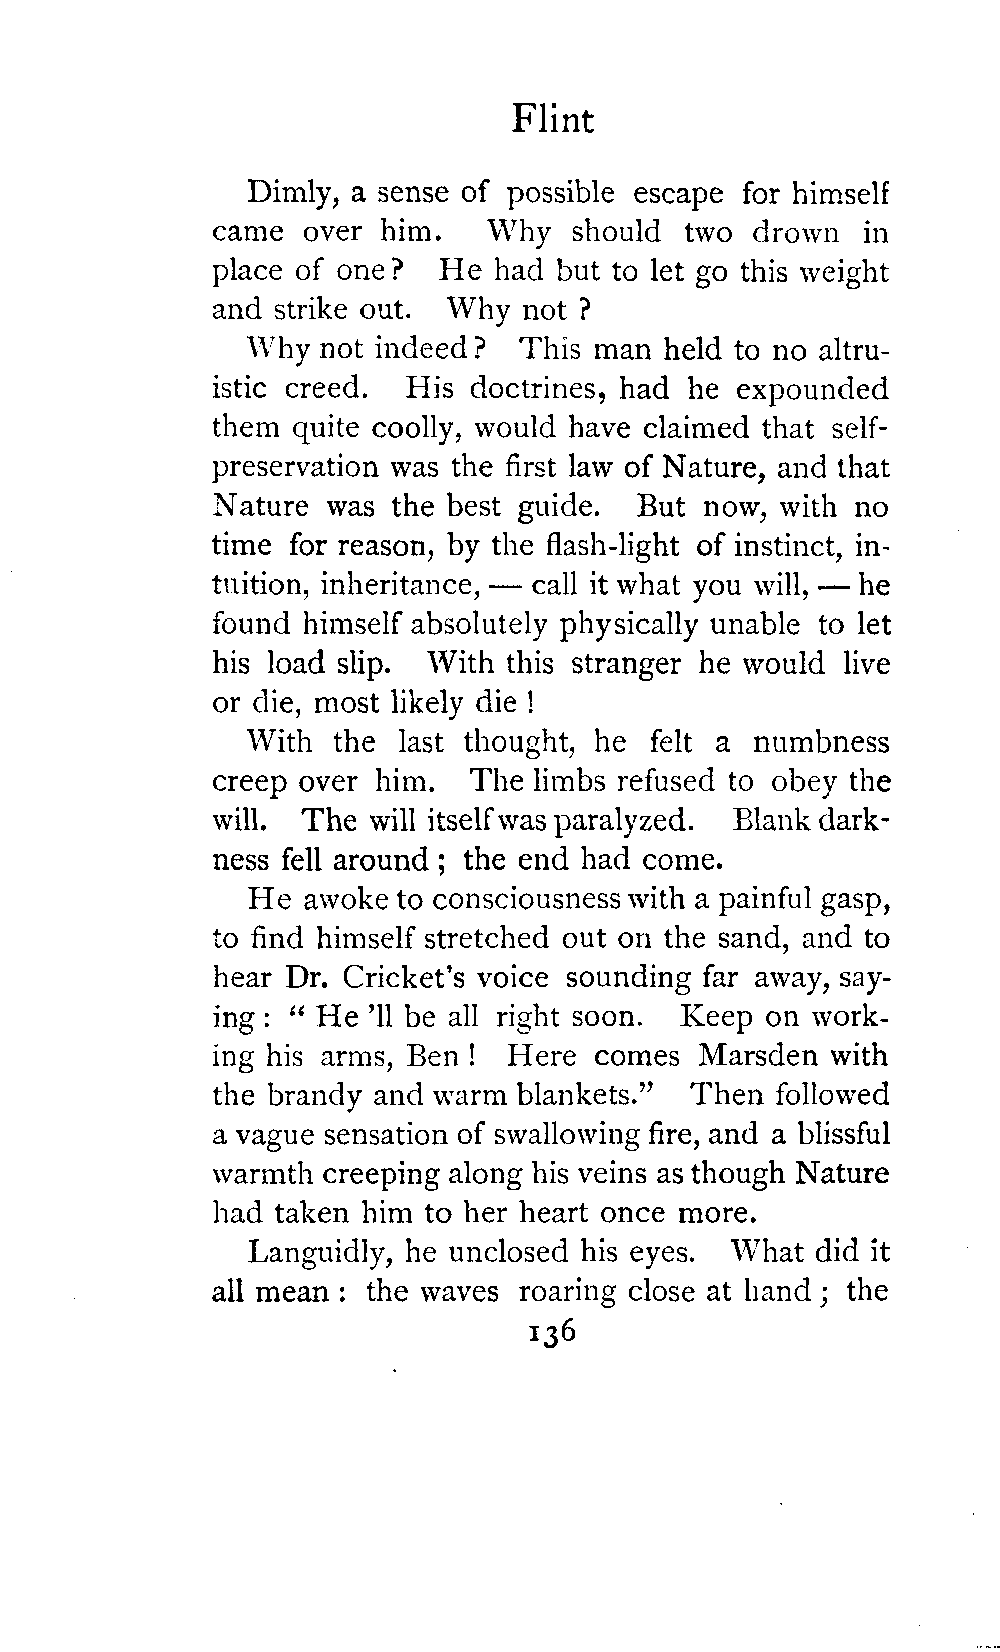 Flint
Dimly, a sense of possible escape for himself
came over him. Why should two drown in
place of one? He had but to let go this weight
and strike out. Why not ?
Why not indeed? This man held to no altru-
istic creed. His doctrines, had he expounded
them quite coolly, would have claimed that self-
preservation was the first law of Nature, and that
Nature was the best guide. But now, with no
time for reason, by the flash-light of instinct, in-
tuition, inheritance, — call it what you will, — he
found himself absolutely physically unable to let
his load slip. With this stranger he would live
or die, most likely die !
With the last thought, he felt a numbness
creep over him. The limbs refused to obey the
will. The will itself was paralyzed. Blank dark-
ness fell around ; the end had come.
He awoke to consciousness with a painful gasp,
to find himself stretched out on the sand, and to
hear Dr. Cricket's voice sounding far away, say-
ing : “ He 'll be all right soon. Keep on work-
ing his arms, Ben ! Here comes Marsden with
the brandy and warm blankets.” Then followed
a vague sensation of swallowing fire, and a blissful
warmth creeping along his veins as though Nature
had taken him to her heart once more.
Languidly, he unclosed his eyes. What did it
all mean : the waves roaring close at hand ; the
136